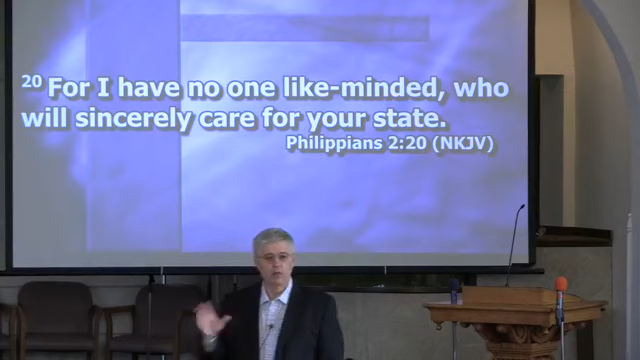 20 For I have no one like-minded, who
will sincerely care for your state.
Philippians 2:20 (NKJV)